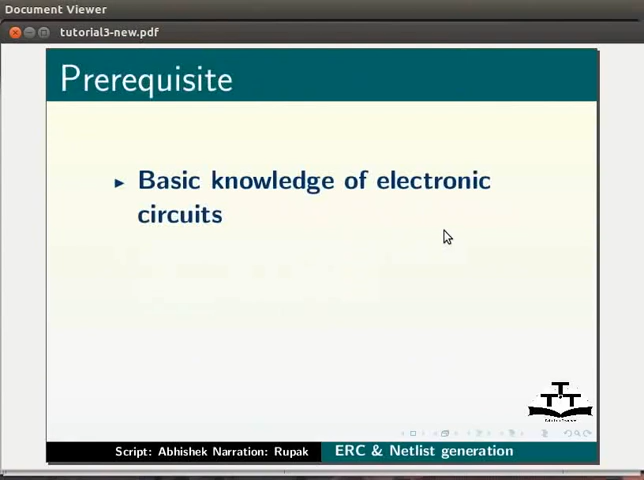 Document Viewer
tutorial3-new.pdf
Prerequisite
Basic knowledge of electronic
circuits
Script: Abhishek Narration: Rupak
ERC & Netlist generation